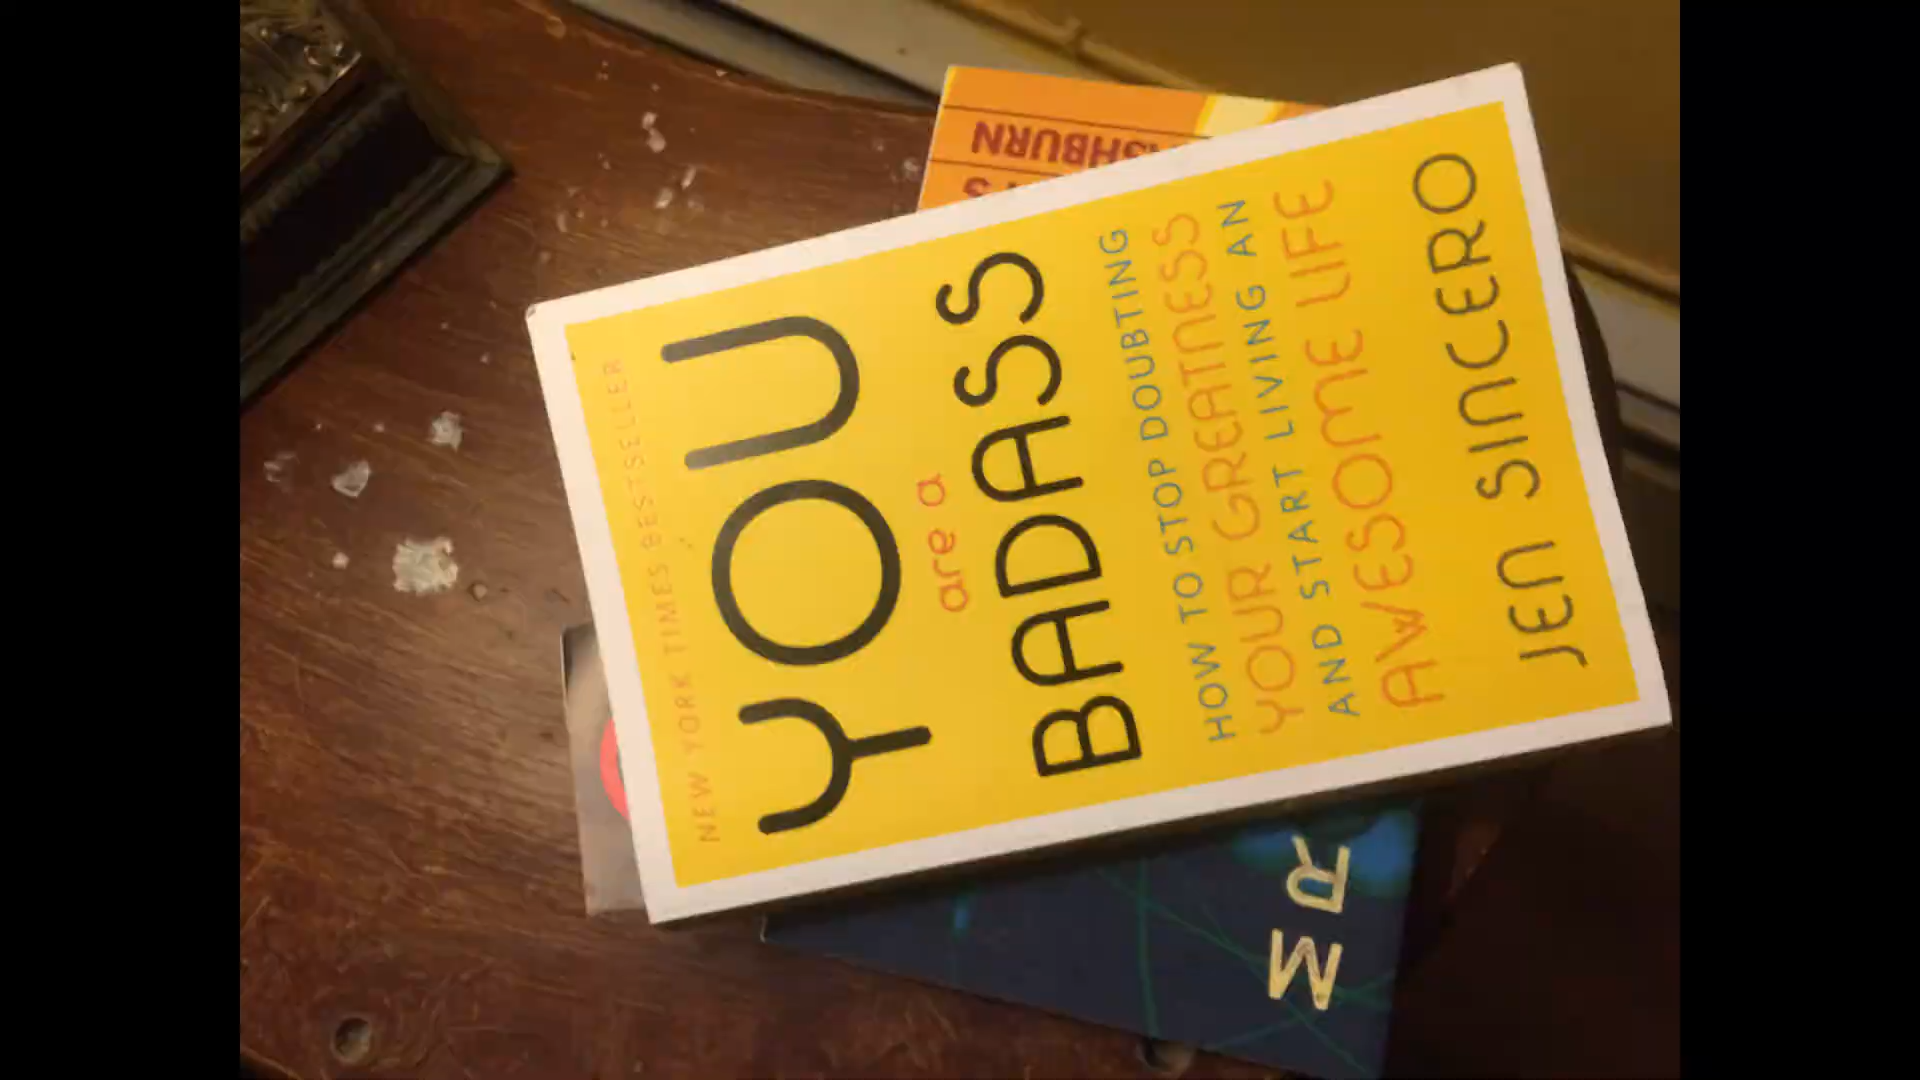 NEW YORK TIMES BESTSELLER
YOU
are a
BADASS
HOW TO STOP DOUBTING
YOUR GREATNESS
AND START LIVING AN
AWESOME LIFE
JEN SINCERO
SHBURN
M R